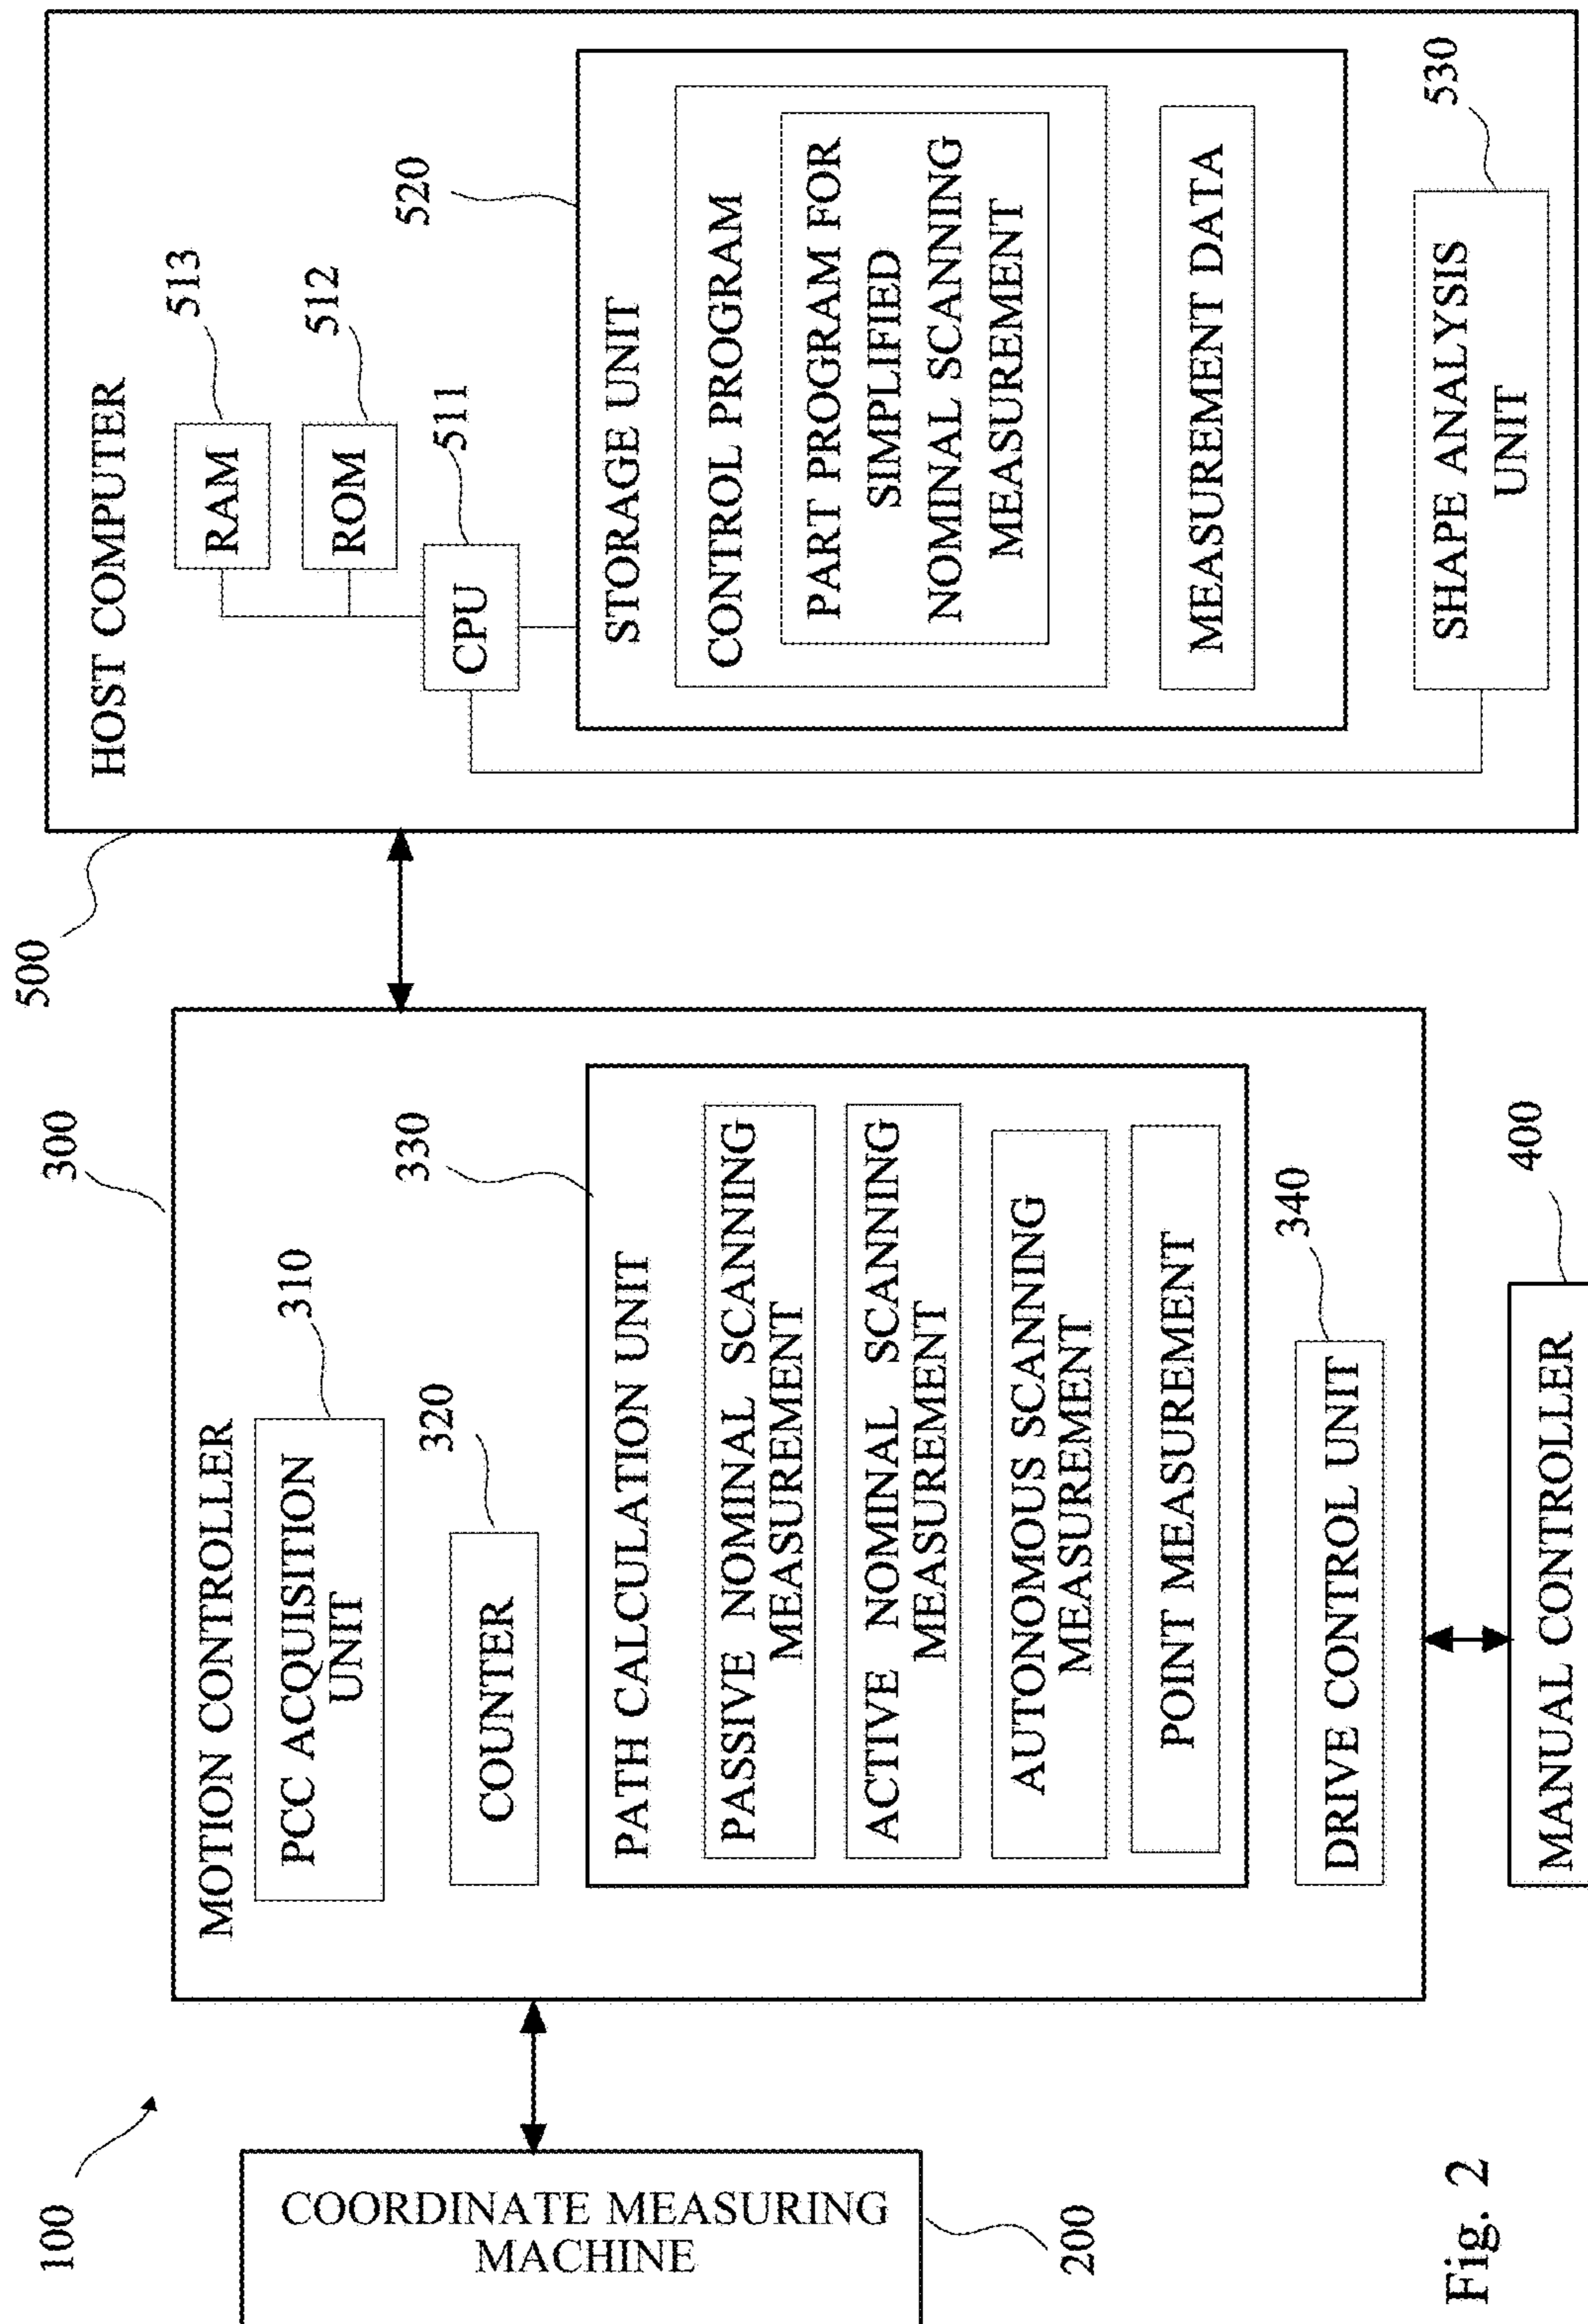 100
COORDINATE MEASURING
MACHINE
200
300
MOTION CONTROLLER
310
PCC ACQUISITION
UNIT
320
COUNTER
330
PATH CALCULATION UNIT
PASSIVE NOMINAL SCANNING
MEASUREMENT
ACTIVE NOMINAL SCANNING
MEASUREMENT
AUTONOMOUS SCANNING
MEASUREMENT
POINT MEASUREMENT
340
DRIVE CONTROL UNIT
400
MANUAL CONTROLLER
500
HOST COMPUTER
513
RAM
512
ROM
511
CPU
520
STORAGE UNIT
CONTROL PROGRAM
PART PROGRAM FOR
SIMPLIFIED
NOMINAL SCANNING
MEASUREMENT
MEASUREMENT DATA
530
SHAPE ANALYSIS
UNIT
Fig. 2